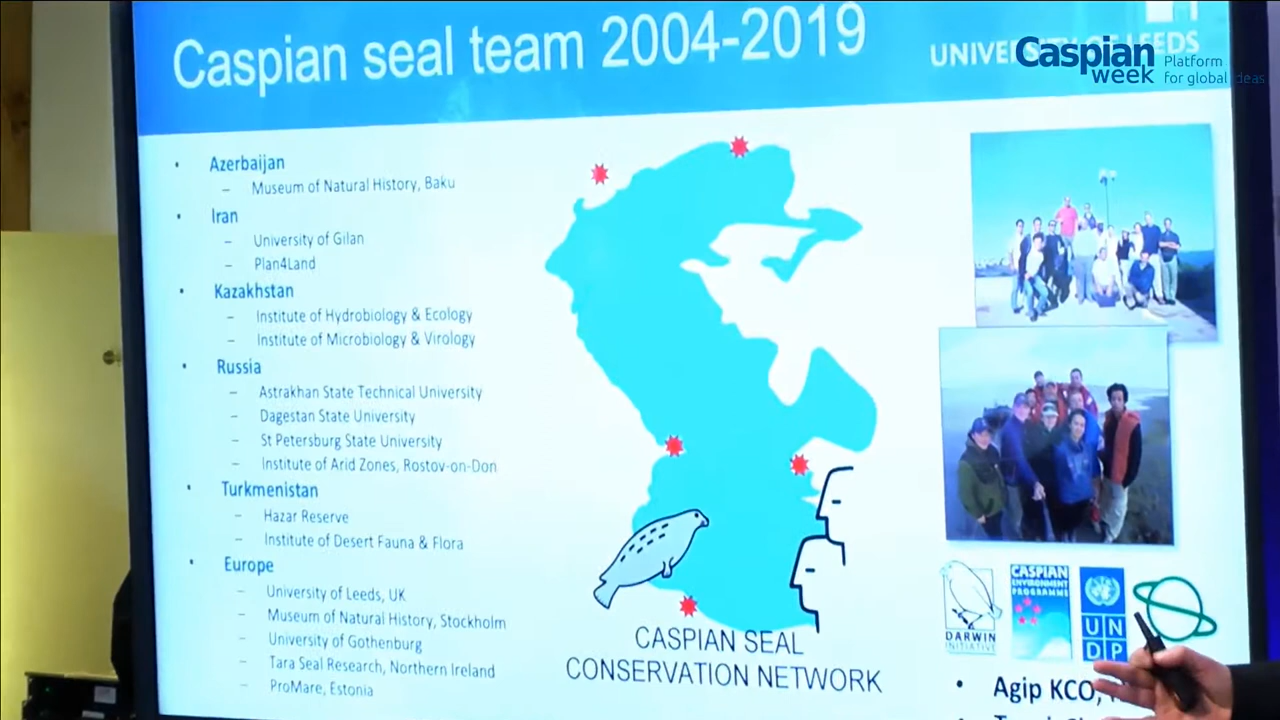 Caspian seal team 2004-2019
UNIVERSITY OF LEEDS
Caspian
week
Platform
for global ideas
• Azerbaijan
– Museum of Natural History, Baku
• Iran
– University of Gilan
– Plan4Land
• Kazakhstan
– Institute of Hydrobiology & Ecology
– Institute of Microbiology & Virology
• Russia
– Astrakhan State Technical University
– Dagestan State University
– St Petersburg State University
– Institute of Arid Zones, Rostov-on-Don
• Turkmenistan
– Hazar Reserve
– Institute of Desert Fauna & Flora
• Europe
– University of Leeds, UK
– Museum of Natural History, Stockholm
– University of Gothenburg
– Tara Seal Research, Northern Ireland
– ProMare, Estonia
CASPIAN SEAL
CONSERVATION NETWORK
DARWIN
INITIATIVE
CASPIAN
ENVIRONMENT
PROGRAMME
UN
DP
• Agip KCO,